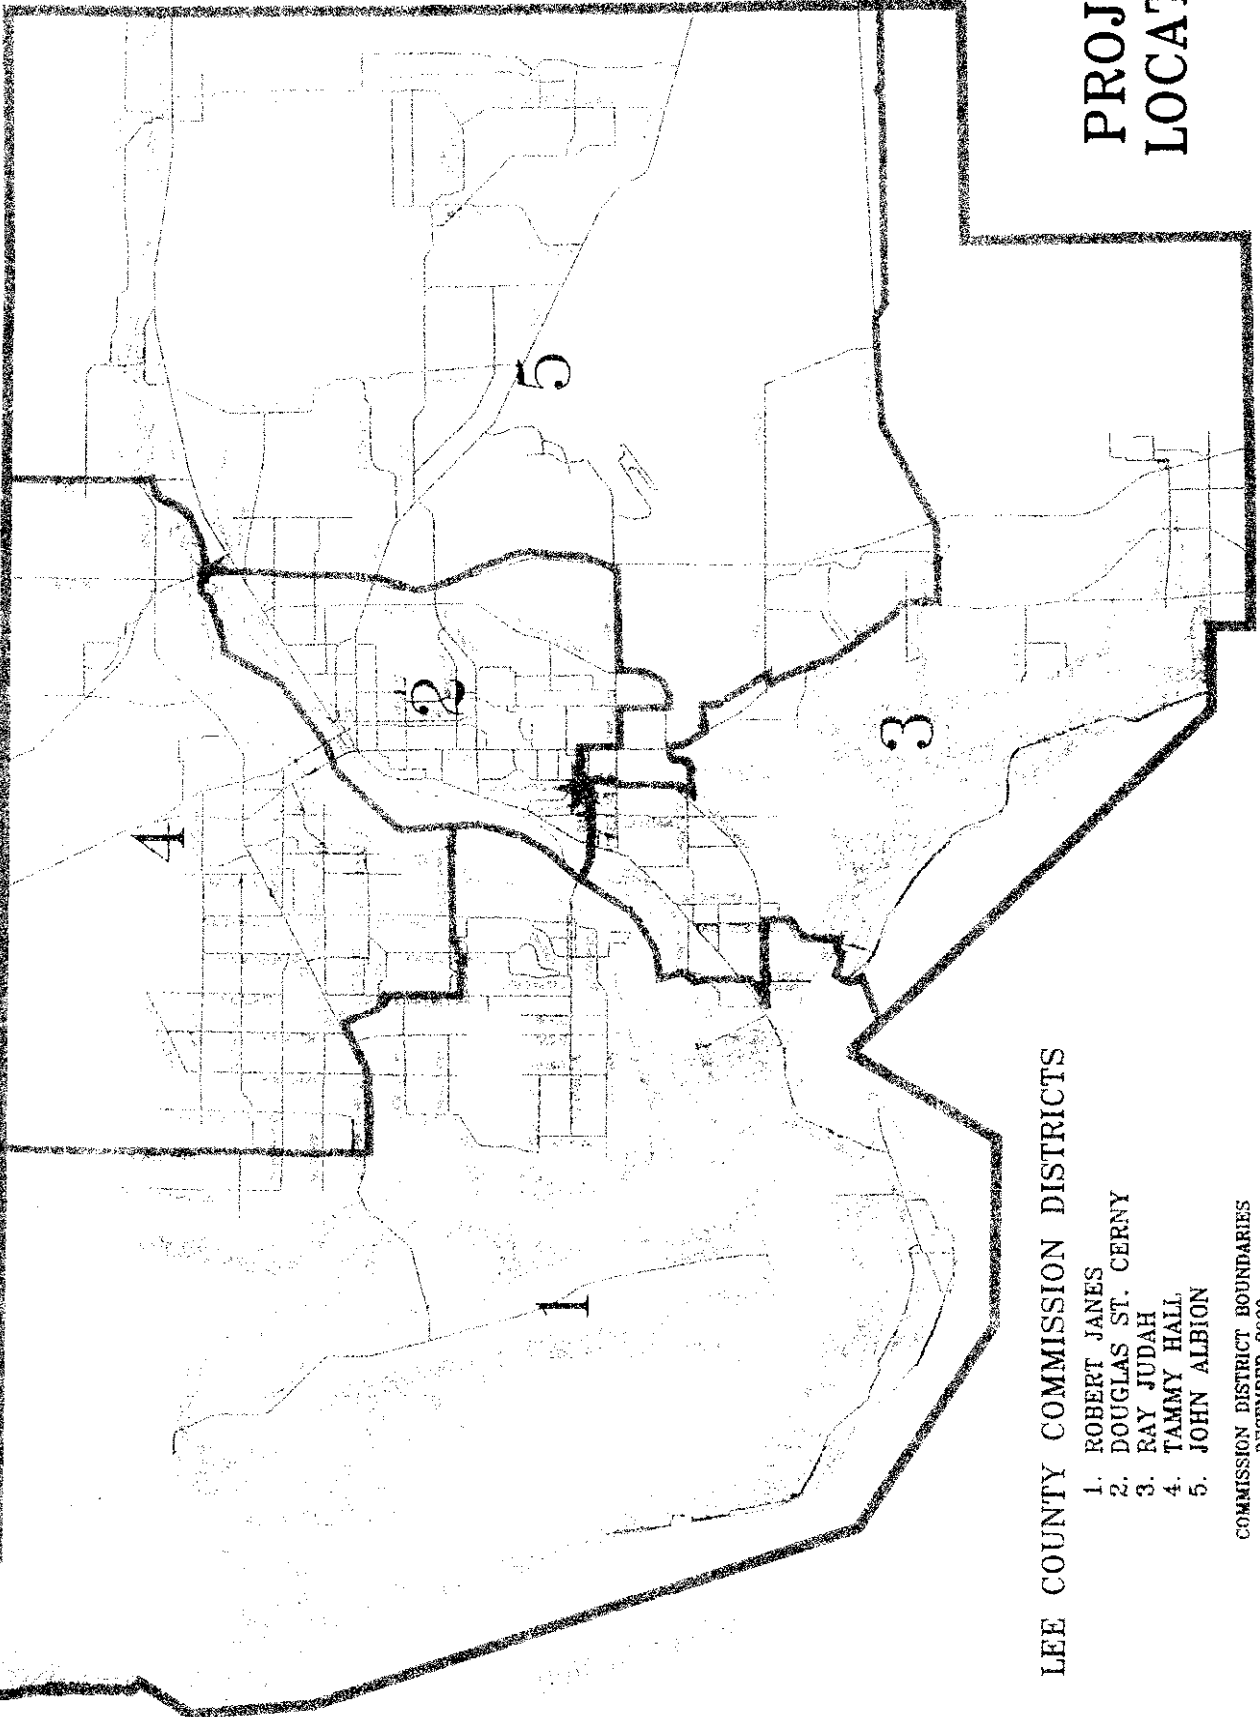 4
5
2
3
1
LEE COUNTY COMMISSION DISTRICTS
1. ROBERT JANES
2. DOUGLAS ST. CERNY
3. RAY JUDAH
4. TAMMY HALL
5. JOHN ALBION
COMMISSION DISTRICT BOUNDARIES
PROJ
LOCAT